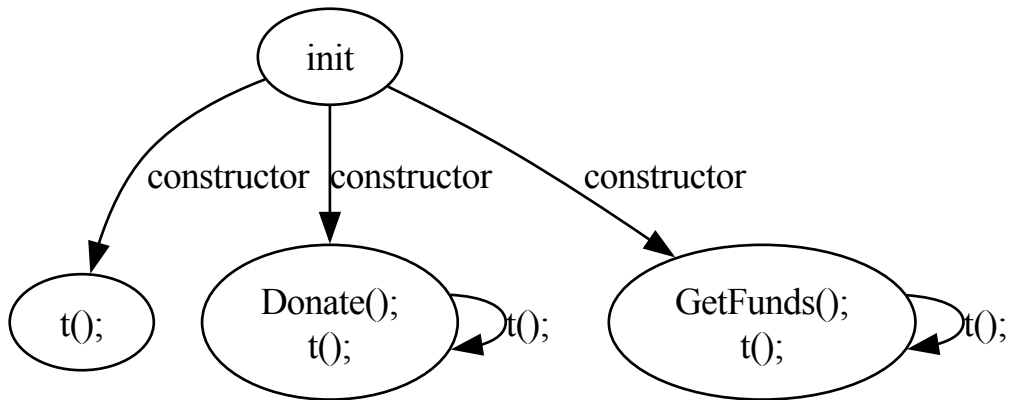 init
constructor
constructor
constructor
t();
Donate();
t();
t();
GetFunds();
t();
t();